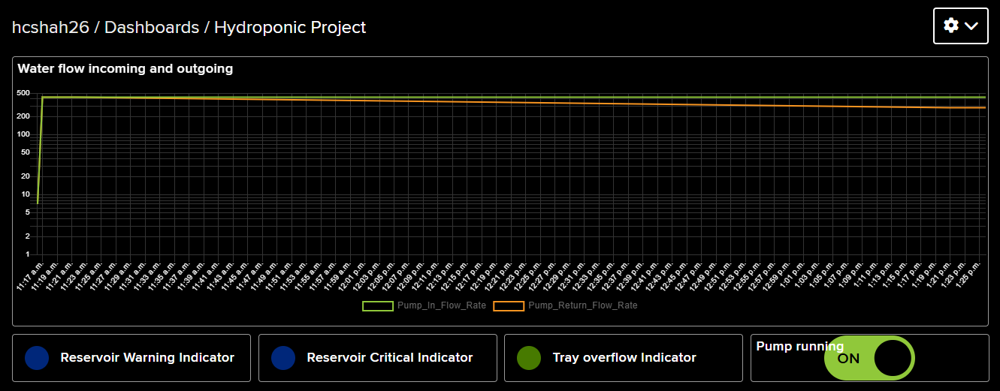 hcshah26 / Dashboards / Hydroponic Project
Water flow incoming and outgoing
500
200
100
50
20
10
5
2
1
11:17 a.m. 11:19 a.m. 11:21 a.m. 11:23 a.m. 11:25 a.m. 11:27 a.m. 11:29 a.m. 11:31 a.m. 11:33 a.m. 11:35 a.m. 11:37 a.m. 11:39 a.m. 11:41 a.m. 11:43 a.m. 11:45 a.m. 11:47 a.m. 11:49 a.m. 11:51 a.m. 11:53 a.m. 11:55 a.m. 11:57 a.m. 11:59 a.m. 12:01 p.m. 12:03 p.m. 12:05 p.m. 12:07 p.m. 12:09 p.m. 12:11 p.m. 12:13 p.m. 12:15 p.m. 12:17 p.m. 12:19 p.m. 12:21 p.m. 12:23 p.m. 12:25 p.m. 12:27 p.m. 12:29 p.m. 12:31 p.m. 12:33 p.m. 12:35 p.m. 12:37 p.m. 12:39 p.m. 12:41 p.m. 12:43 p.m. 12:45 p.m. 12:47 p.m. 12:49 p.m. 12:51 p.m. 12:53 p.m. 12:55 p.m. 12:57 p.m. 12:59 p.m. 1:01 p.m. 1:03 p.m. 1:05 p.m. 1:07 p.m. 1:09 p.m. 1:11 p.m. 1:13 p.m. 1:15 p.m. 1:17 p.m. 1:19 p.m. 1:21 p.m. 1:23 p.m. 1:25 p.m.
Pump_In_Flow_Rate Pump_Return_Flow_Rate
Reservoir Warning Indicator
Reservoir Critical Indicator
Tray overflow Indicator
Pump running
ON